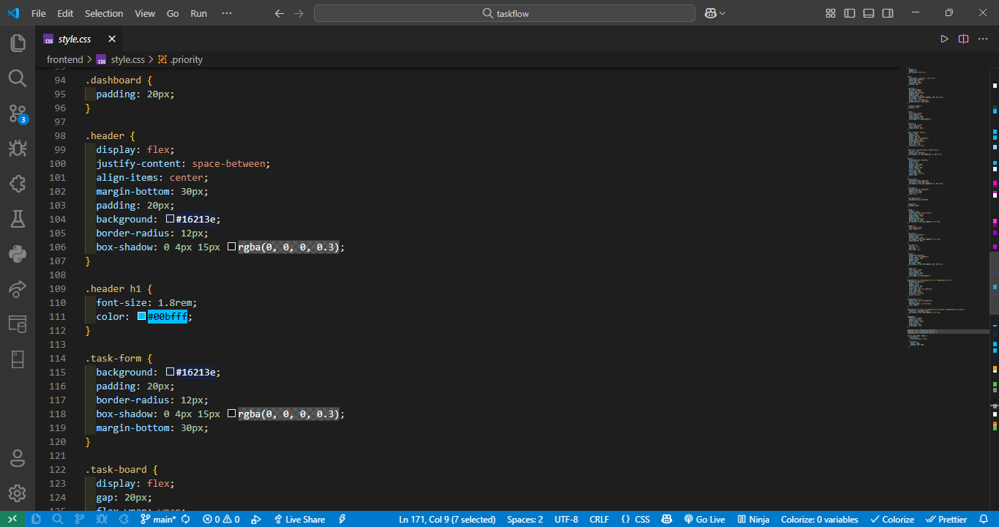 File Edit Selection View Go Run ··· taskflow
style.css
frontend > style.css > .priority
94 .dashboard {
95 padding: 20px;
96 }
97
98 .header {
99 display: flex;
100 justify-content: space-between;
101 align-items: center;
102 margin-bottom: 30px;
103 padding: 20px;
104 background: #16213e;
105 border-radius: 12px;
106 box-shadow: 0 4px 15px rgba(0, 0, 0, 0.3);
107 }
108
109 .header h1 {
110 font-size: 1.8rem;
111 color: #00bfff;
112 }
113
114 .task-form {
115 background: #16213e;
116 padding: 20px;
117 border-radius: 12px;
118 box-shadow: 0 4px 15px rgba(0, 0, 0, 0.3);
119 margin-bottom: 30px;
120 }
121
122 .task-board {
123 display: flex;
124 gap: 20px;
125 flex-wrap: wrap;
3
main* 0 0 Live Share Ln 171, Col 9 (7 selected) Spaces: 2 UTF-8 CRLF {} CSS Go Live Ninja Colorize: 0 variables Colorize Prettier